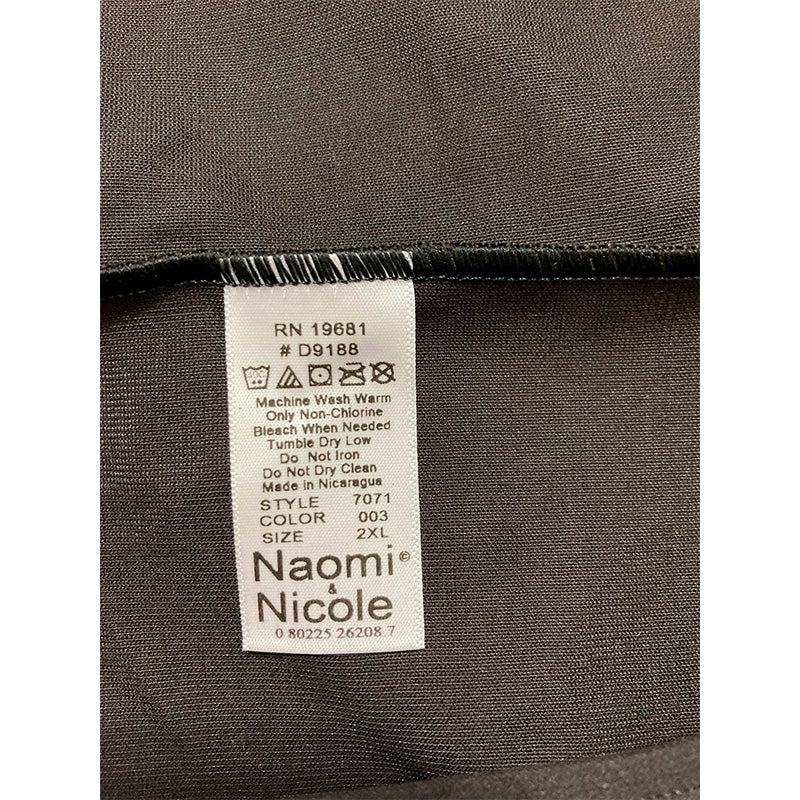 RN 19681
# D9188
Machine Wash Warm
Only Non-Chlorine
Bleach When Needed
Tumble Dry Low
Do Not Iron
Do Not Dry Clean
Made in Nicaragua
STYLE 7071
COLOR 003
SIZE 2XL
Naomi©
&
Nicole
0 80225 26208 7